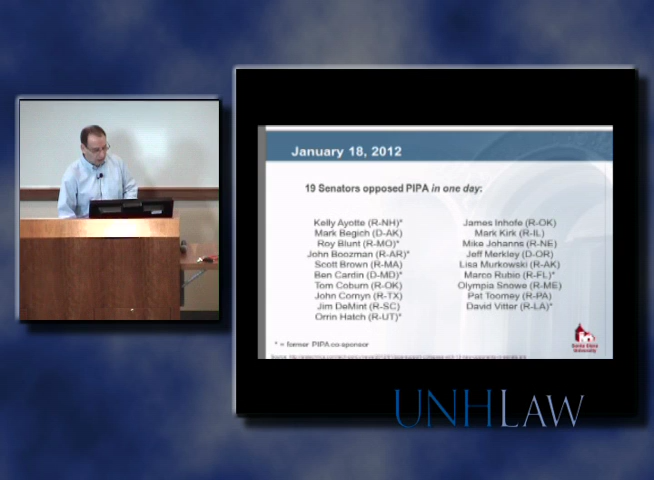 January 18, 2012
19 Senators opposed PIPA in one day:
Kelly Ayotte (R-NH)*
Mark Begich (D-AK)
Roy Blunt (R-MO)*
John Boozman (R-AR)*
Scott Brown (R-MA)
Ben Cardin (D-MD)*
Tom Coburn (R-OK)
John Cornyn (R-TX)
Jim DeMint (R-SC)
Orrin Hatch (R-UT)*
James Inhofe (R-OK)
Mark Kirk (R-IL)
Mike Johanns (R-NE)
Jeff Merkley (D-OR)
Lisa Murkowski (R-AK)
Marco Rubio (R-FL)*
Olympia Snowe (R-ME)
Pat Toomey (R-PA)
David Vitter (R-LA)*
* = former PIPA co sponsor
Santa Clara
University
UNHLAW